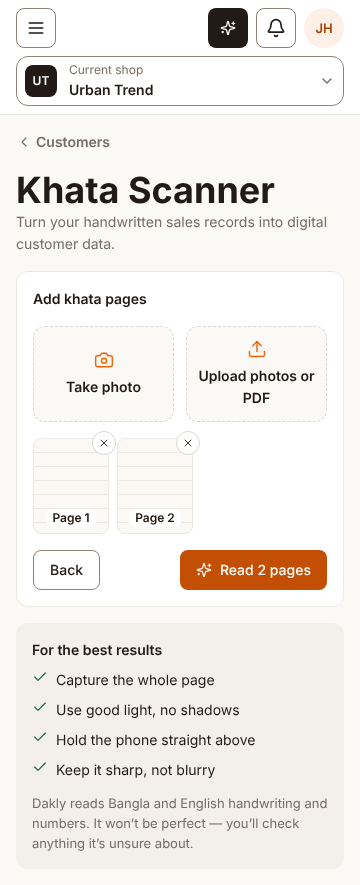 JH
UT
Current shop
Urban Trend
Customers
Khata Scanner
Turn your handwritten sales records into digital
customer data.
Add khata pages
Take photo
Upload photos or
PDF
Page 1
Page 2
Back
Read 2 pages
For the best results
Capture the whole page
Use good light, no shadows
Hold the phone straight above
Keep it sharp, not blurry
Dakly reads Bangla and English handwriting and
numbers. It won’t be perfect — you’ll check
anything it’s unsure about.